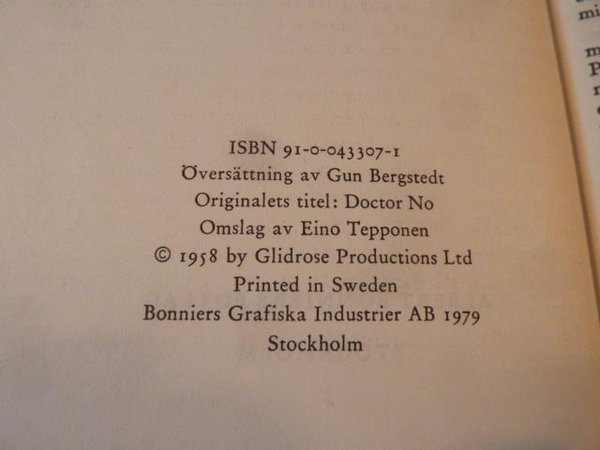 ISBN 91-0-043307-1
Översättning av Gun Bergstedt
Originalets titel: Doctor No
Omslag av Eino Tepponen
© 1958 by Glidrose Productions Ltd
Printed in Sweden
Bonniers Grafiska Industrier AB 1979
Stockholm